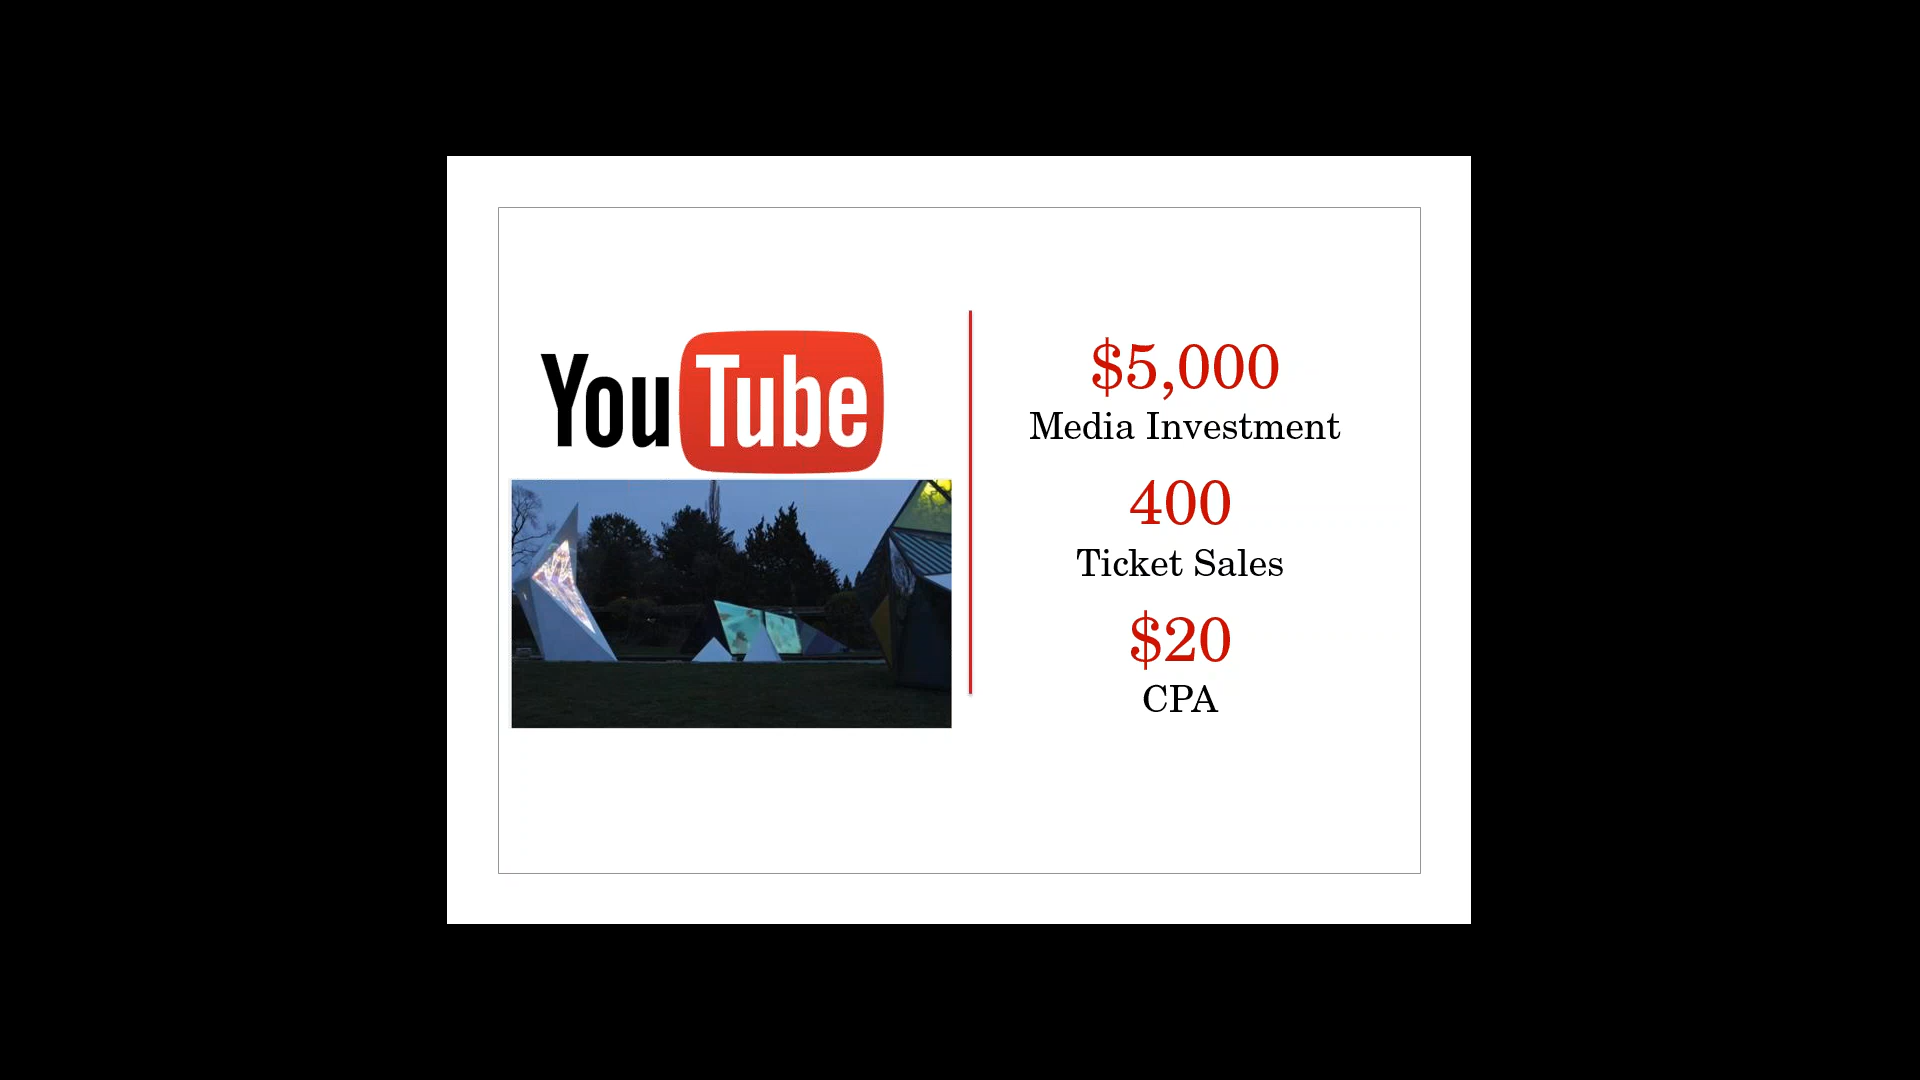 YouTube
$5,000
Media Investment
400
Ticket Sales
$20
CPA